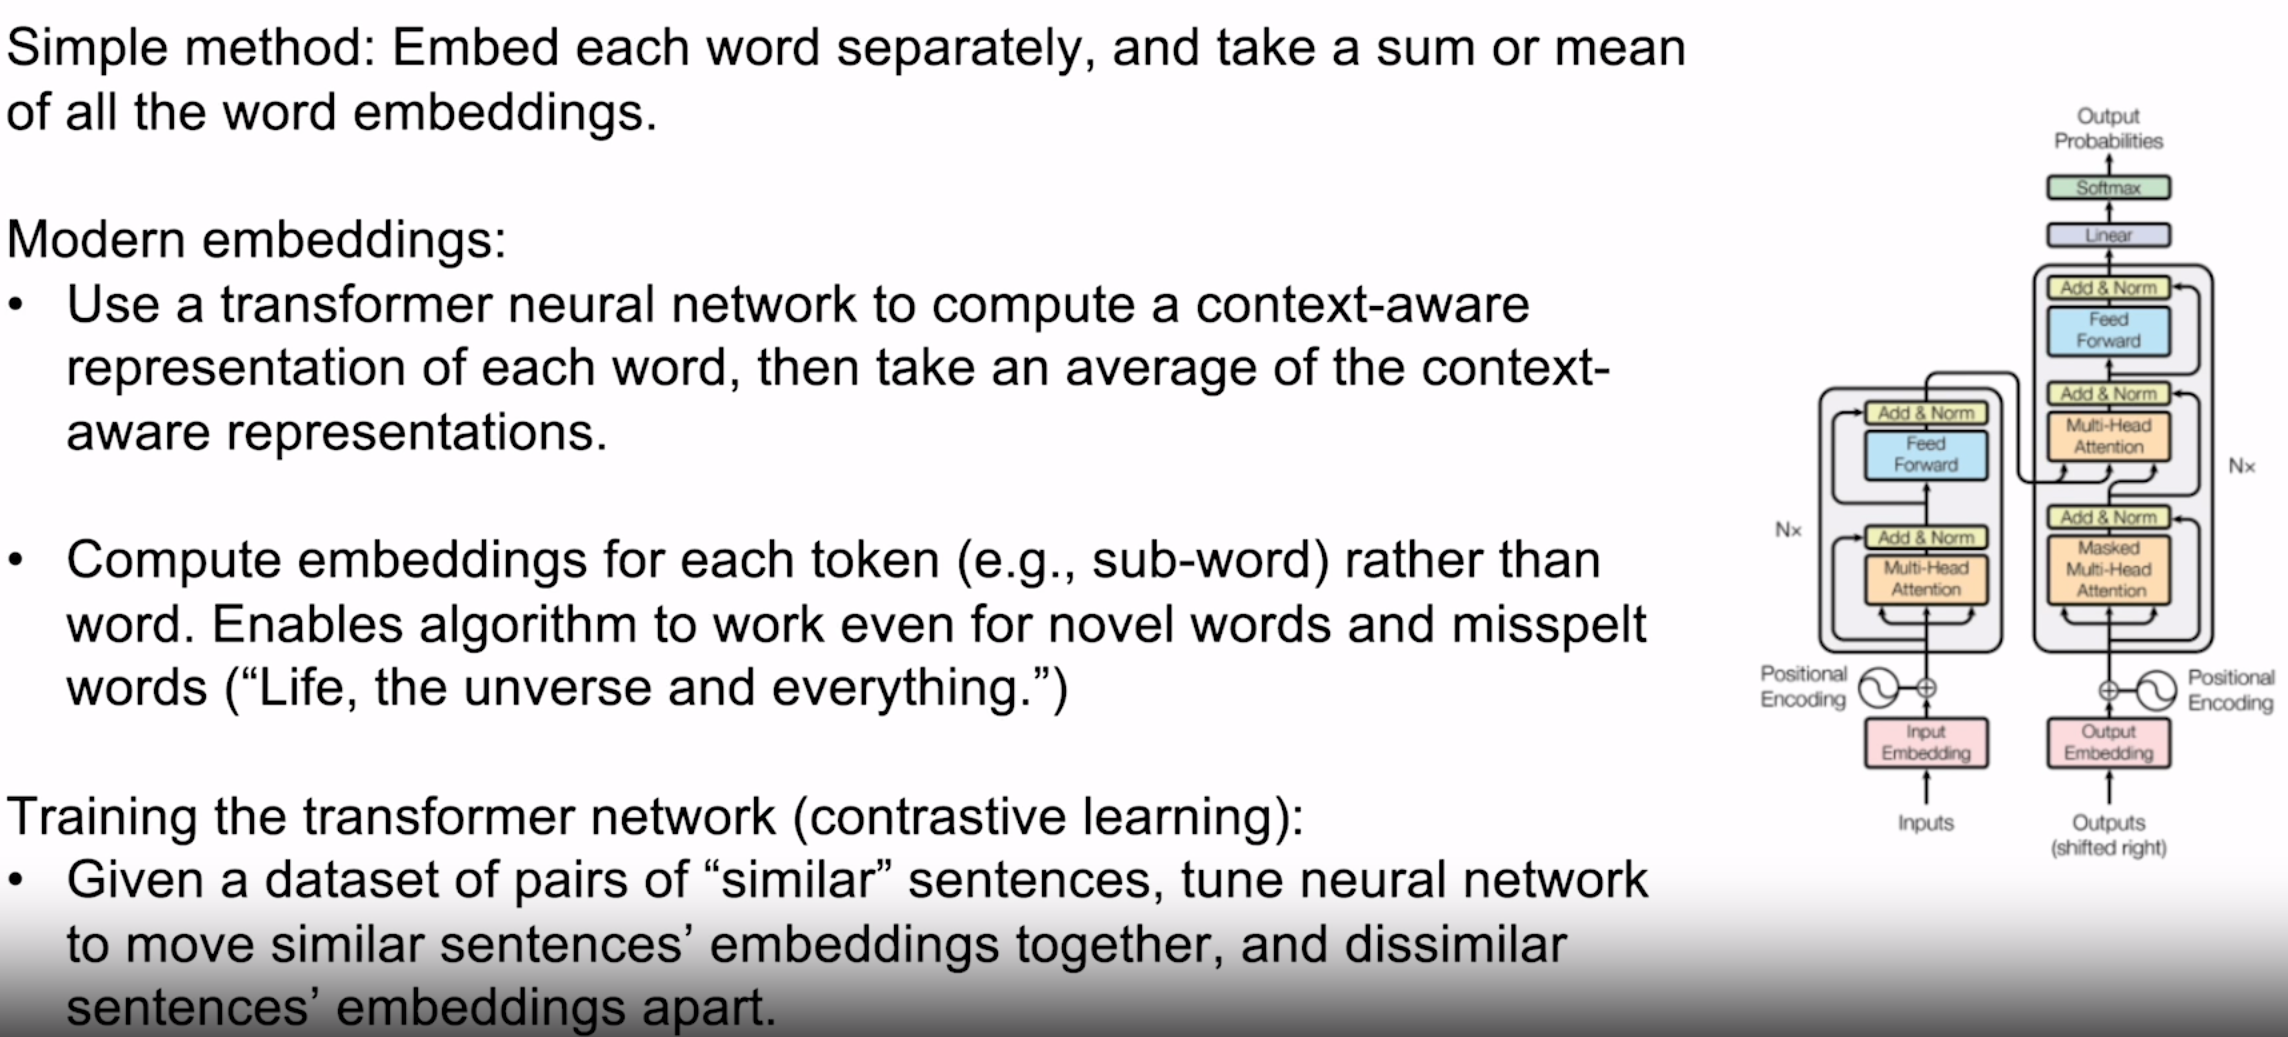 Simple method: Embed each word separately, and take a sum or mean
of all the word embeddings.
Modern embeddings:
• Use a transformer neural network to compute a context-aware
representation of each word, then take an average of the context-
aware representations.
• Compute embeddings for each token (e.g., sub-word) rather than
word. Enables algorithm to work even for novel words and misspelt
words (“Life, the unverse and everything.”)
Training the transformer network (contrastive learning):
• Given a dataset of pairs of “similar” sentences, tune neural network
to move similar sentences’ embeddings together, and dissimilar
sentences’ embeddings apart.
Output
Probabilities
Softmax
Linear
Add & Norm
Feed
Forward
Add & Norm
Multi-Head
Attention
Nx
Add & Norm
Masked
Multi-Head
Attention
Positional
Encoding
Output
Embedding
Outputs
(shifted right)
Add & Norm
Feed
Forward
Nx
Add & Norm
Multi-Head
Attention
Positional
Encoding
Input
Embedding
Inputs